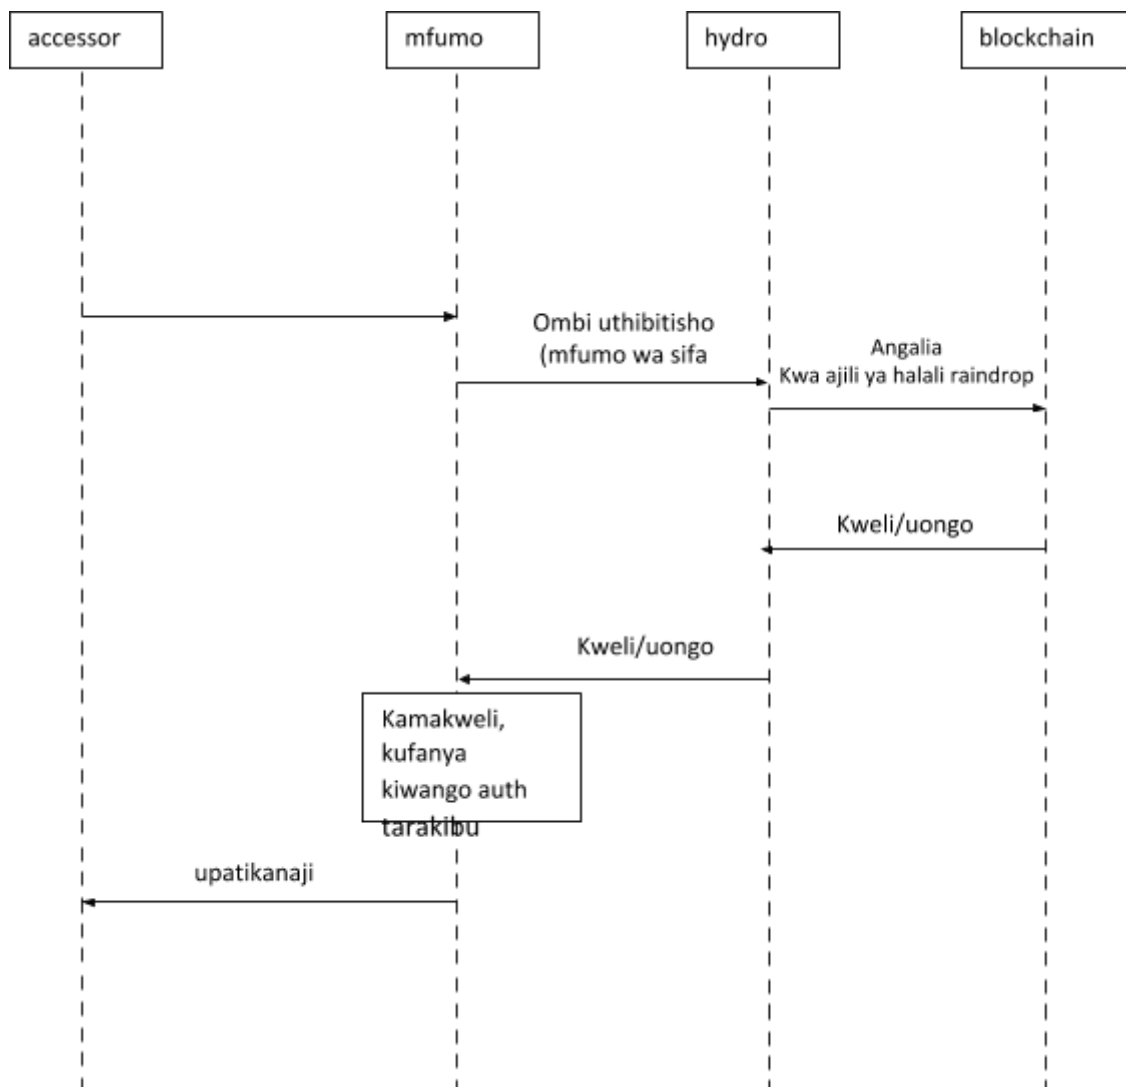 accessor
mfumo
hydro
blockchain
Ombi uthibitisho
(mfumo wa sifa
Angalia
Kwa ajili ya halali raindrop
Kweli/uongo
Kweli/uongo
Kamakweli,
kufanya
kiwango auth
tarakibu
upatikanaji